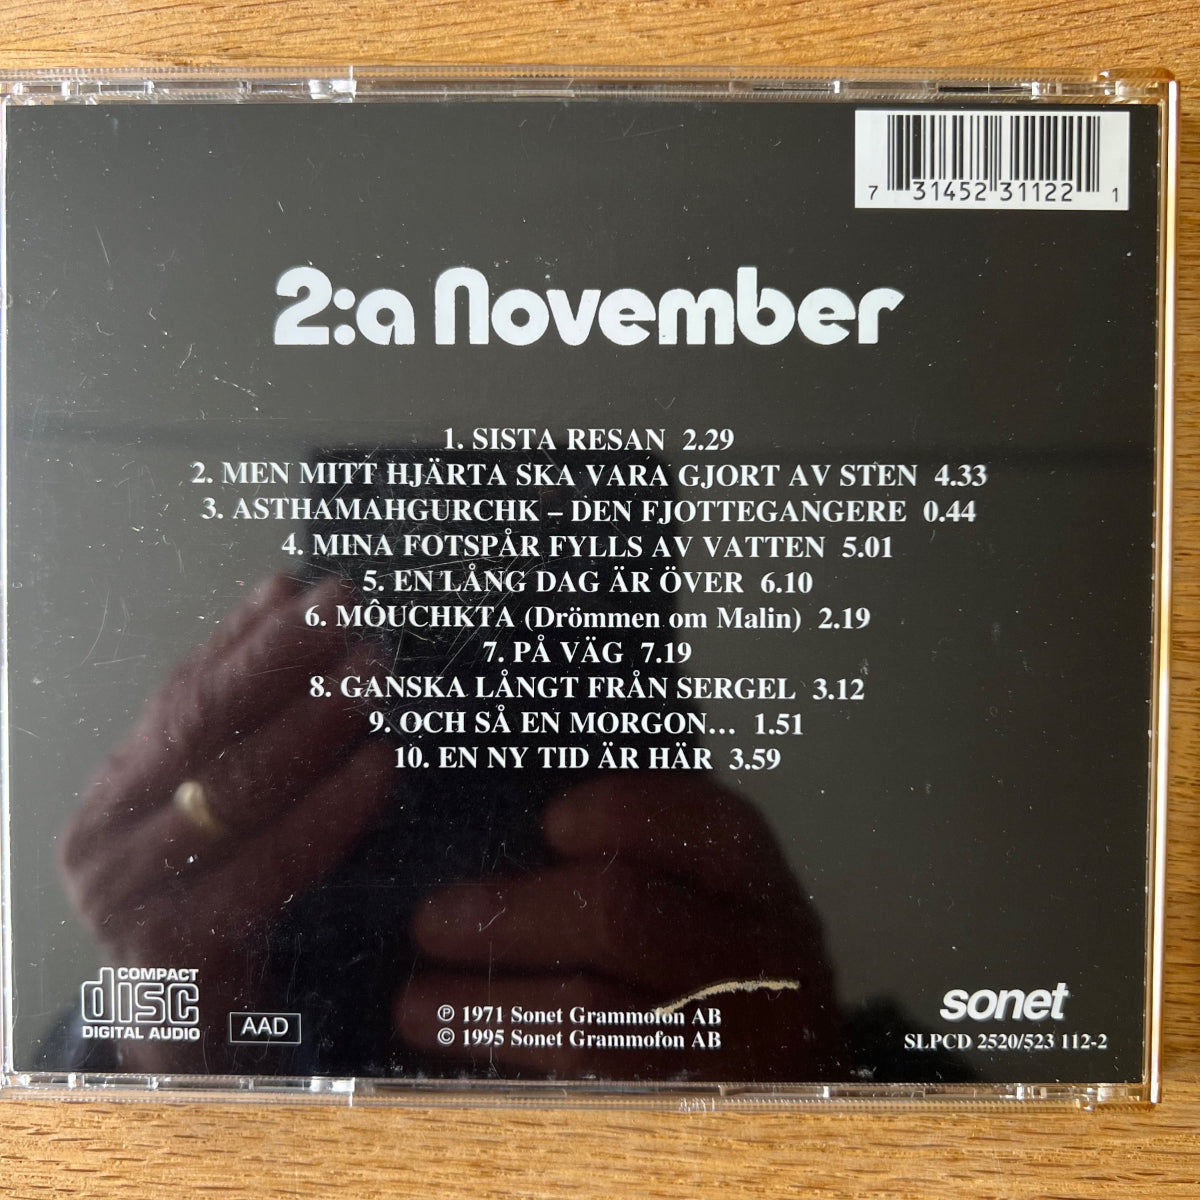 7 31452 31122 1
2:a November
1. SISTA RESAN 2.29
2. MEN MITT HJÄRTA SKA VARA GJORT AV STEN 4.33
3. ASTHAMAHGURCHK – DEN FJOTTEGANGERE 0.44
4. MINA FOTSPÅR FYLLS AV VATTEN 5.01
5. EN LÅNG DAG ÄR ÖVER 6.10
6. MÔUCHKTA (Drömmen om Malin) 2.19
7. PÅ VÄG 7.19
8. GANSKA LÅNGT FRÅN SERGEL 3.12
9. OCH SÅ EN MORGON... 1.51
10. EN NY TID ÄR HÄR 3.59
COMPACT
disc
DIGITAL AUDIO
AAD
℗ 1971 Sonet Grammofon AB
© 1995 Sonet Grammofon AB
sonet
SLPCD 2520/523 112-2